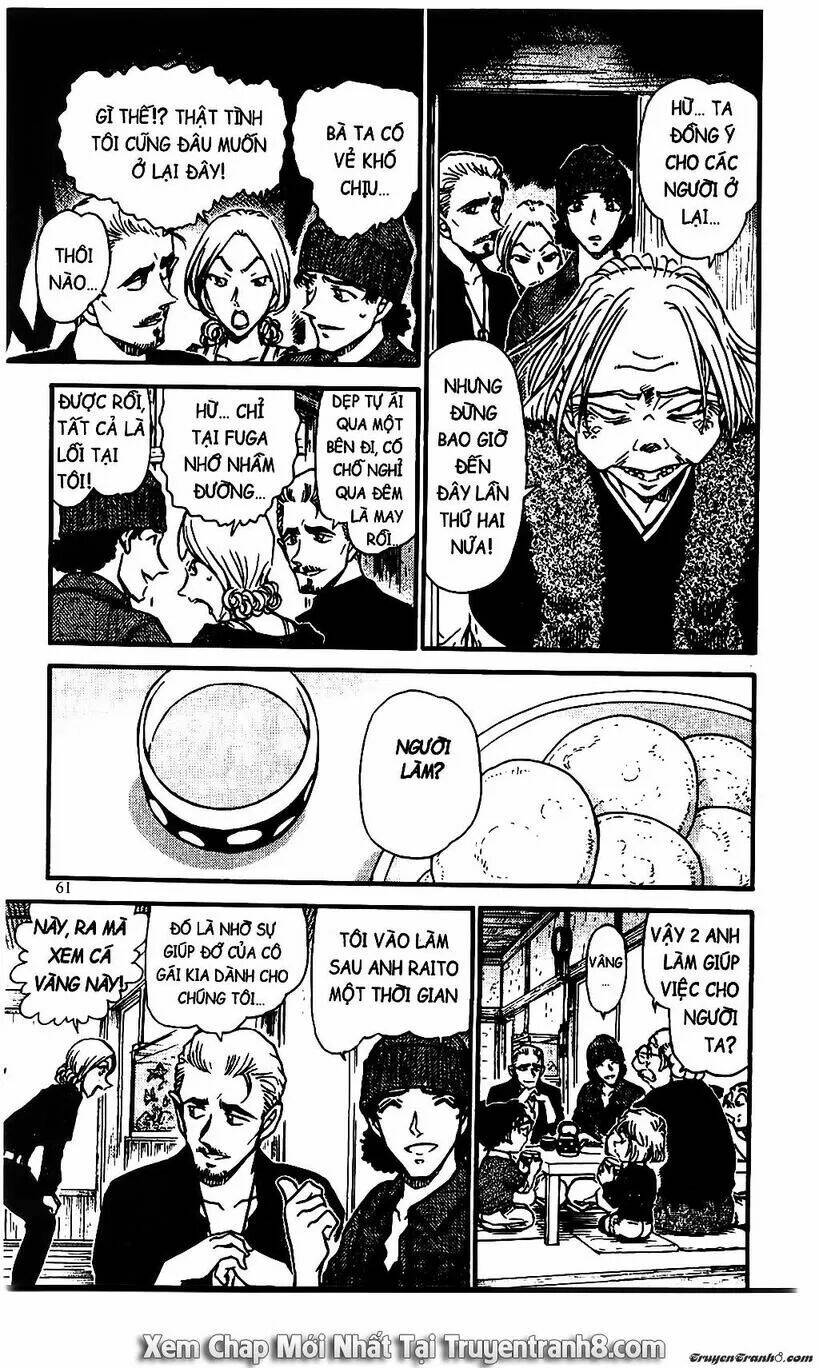 HỪ... TA
ĐỒNG Ý
CHO CÁC
NGƯỜI Ở
LẠI...
NHƯNG
ĐỪNG
BAO GIỜ
ĐẾN
ĐÂY LẦN
THỨ HAI
NỮA!
BÀ TA CÓ
VẺ KHÓ
CHỊU...
GÌ THẾ!? THẬT TÌNH
TÔI CŨNG ĐÂU MUỐN
Ở LẠI ĐÂY!
THÔI
NÀO...
DẸP TỰ ÁI
QUA MỘT
BÊN ĐI, CÓ
CHỖ NGHỈ
QUA ĐÊM
LÀ MAY
RỒI...
HỪ... CHỈ
TẠI FUGA
NHỚ NHẦM
ĐƯỜNG...
ĐƯỢC RỒI,
TẤT CẢ LÀ
LỖI TẠI
TÔI!
NGƯỜI
LÀM?
61
VẬY 2 ANH
LÀM GIÚP
VIỆC CHO
NGƯỜI
TA?
VÂNG
...
TÔI VÀO LÀM
SAU ANH RAITO
MỘT THỜI GIAN
ĐÓ LÀ NHỜ SỰ
GIÚP ĐỠ CỦA CÔ
GÁI KIA DÀNH CHO
CHÚNG TÔI...
NÀY, RA MÀ
XEM CÁ
VÀNG NÀY!
Xem Chap Mới Nhất Tại Truyentranh8.com
TruyenTranh8.com